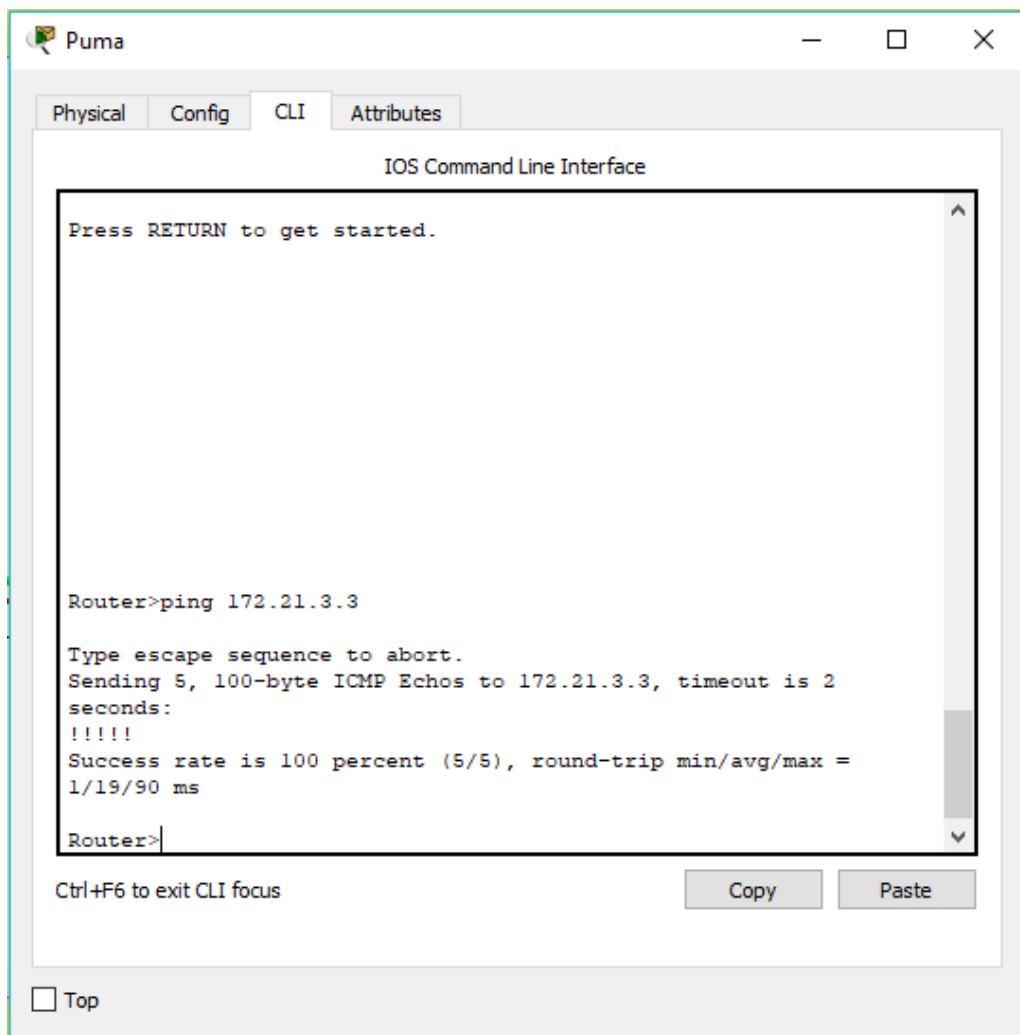 Puma
Physical Config CLI Attributes
IOS Command Line Interface
Press RETURN to get started.
Router>ping 172.21.3.3
Type escape sequence to abort.
Sending 5, 100-byte ICMP Echos to 172.21.3.3, timeout is 2
seconds:
!!!!!
Success rate is 100 percent (5/5), round-trip min/avg/max =
1/19/90 ms
Router>
Ctrl+F6 to exit CLI focus
Copy Paste
Top